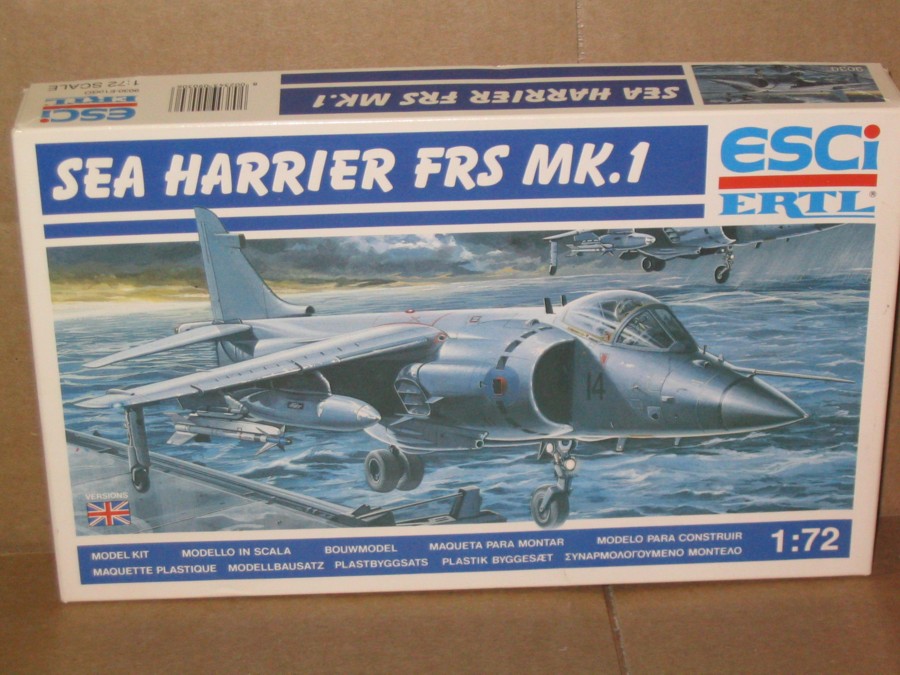 1:72 SCALE
ESCi
ERTL
SEA HARRIER FRS MK.1
9030
SEA HARRIER FRS MK.1
ESCi
ERTL®
14
VERSIONS
MODEL KIT MODELLO IN SCALA BOUWMODEL MAQUETA PARA MONTAR MODELO PARA CONSTRUIR
MAQUETTE PLASTIQUE MODELLBAUSATZ PLASTBYGGSATS PLASTIK BYGGESÆT ΣΥΝΑΡΜΟΛΟΓΟΥΜΕΝΟ ΜΟΝΤΕΛΟ
1:72